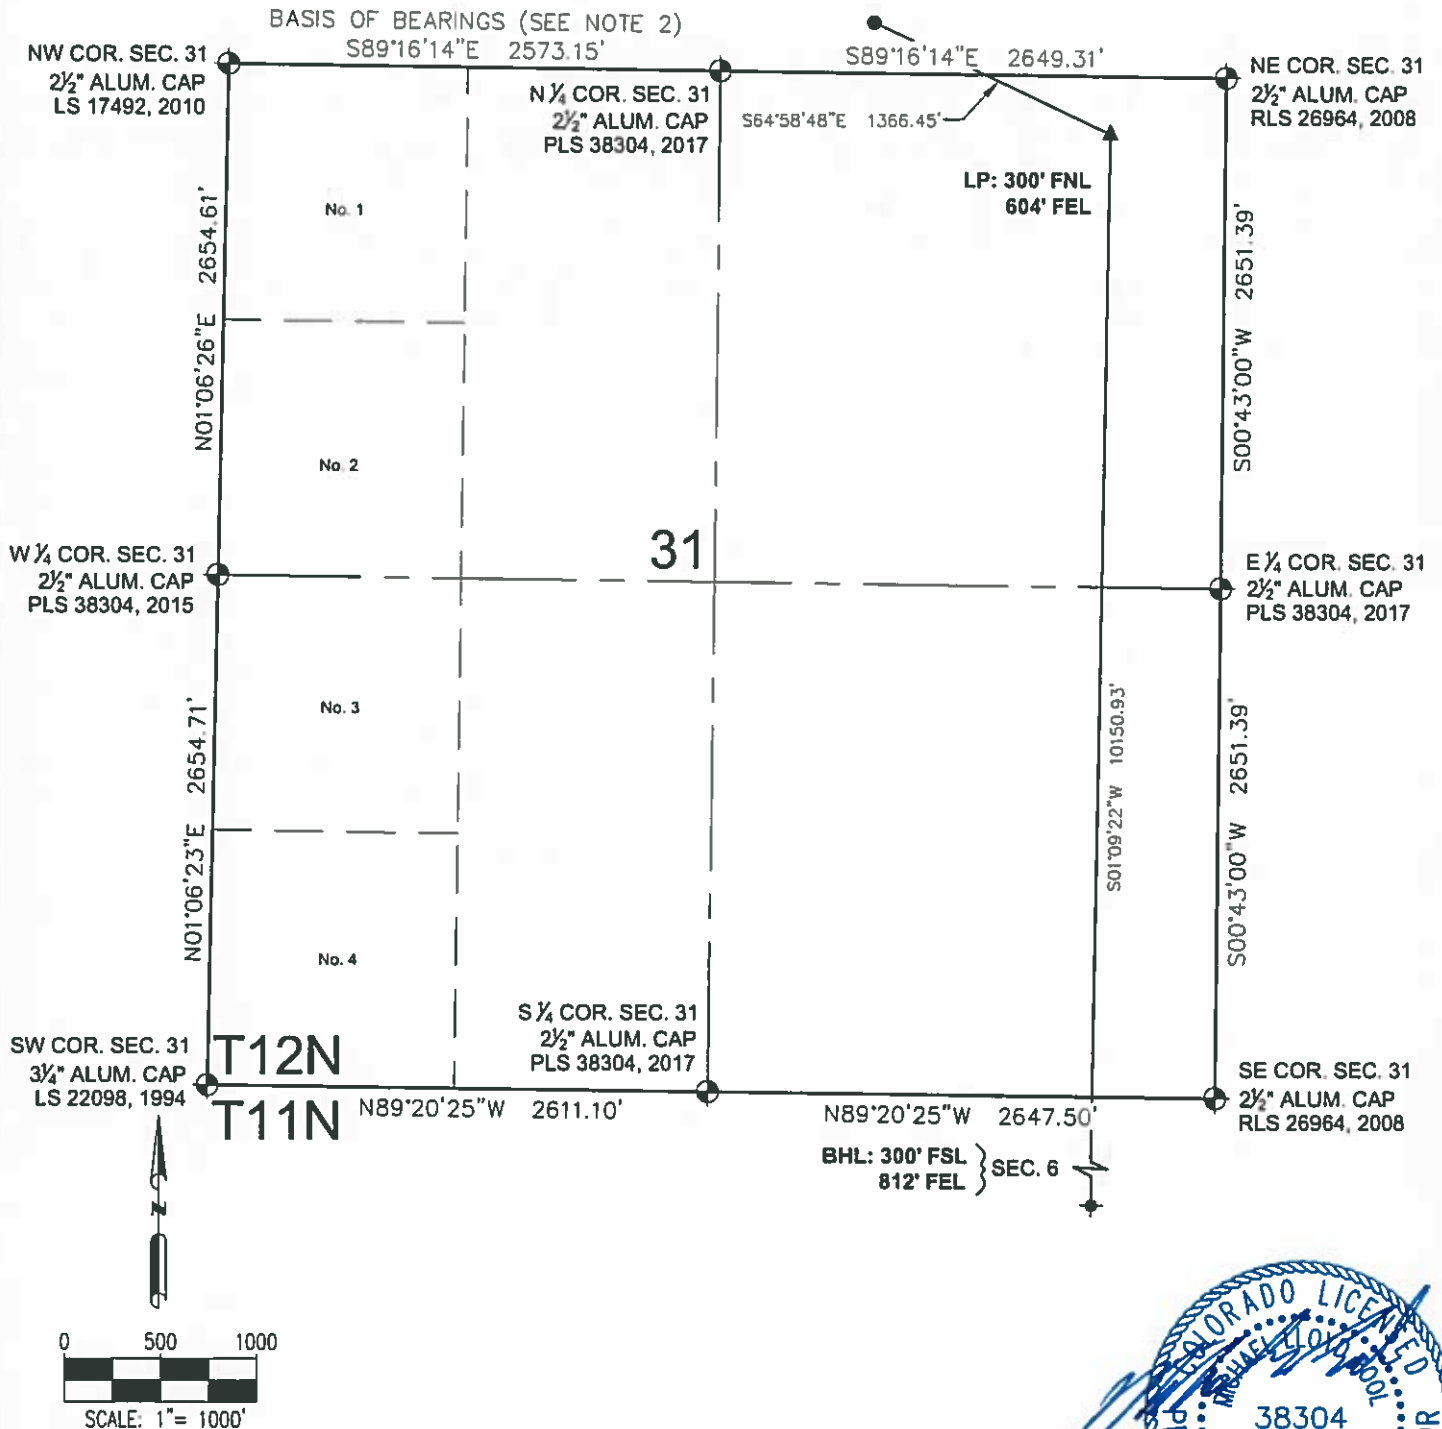 BASIS OF BEARINGS (SEE NOTE 2)
S89°16'14"E 2573.15'
S89°16'14"E 2649.31'
NW COR. SEC. 31
2½" ALUM. CAP
LS 17492, 2010
N ¼ COR. SEC. 31
2½" ALUM. CAP
PLS 38304, 2017
S64°58'48"E 1366.45'
NE COR. SEC. 31
2½" ALUM. CAP
RLS 26964, 2008
LP: 300' FNL
604' FEL
No. 1
N01°06'26"E 2654.61'
S00°43'00"W 2651.39'
No. 2
31
W ¼ COR. SEC. 31
2½" ALUM. CAP
PLS 38304, 2015
E ¼ COR. SEC. 31
2½" ALUM. CAP
PLS 38304, 2017
No. 3
N01°06'23"E 2654.71'
S01°09'22"W 10150.93'
S00°43'00"W 2651.39'
No. 4
SW COR. SEC. 31
3¼" ALUM. CAP
LS 22098, 1994
T12N
T11N
S ¼ COR. SEC. 31
2½" ALUM. CAP
PLS 38304, 2017
SE COR. SEC. 31
2½" ALUM. CAP
RLS 26964, 2008
N89°20'25"W 2611.10'
N89°20'25"W 2647.50'
BHL: 300' FSL
812' FEL
SEC. 6
N
0 500 1000
SCALE: 1"= 1000'
COLORADO LICENSED
MICHAEL LLOYD POOL
38304